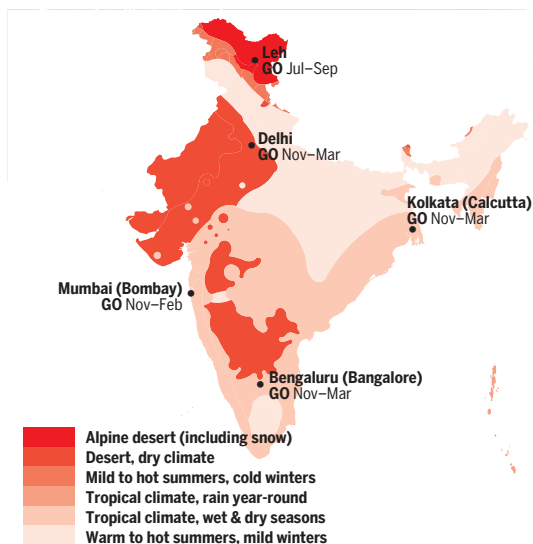 Leh
GO Jul–Sep
Delhi
GO Nov–Mar
Kolkata (Calcutta)
GO Nov–Mar
Mumbai (Bombay)
GO Nov–Feb
Bengaluru (Bangalore)
GO Nov–Mar
Alpine desert (including snow)
Desert, dry climate
Mild to hot summers, cold winters
Tropical climate, rain year-round
Tropical climate, wet & dry seasons
Warm to hot summers, mild winters